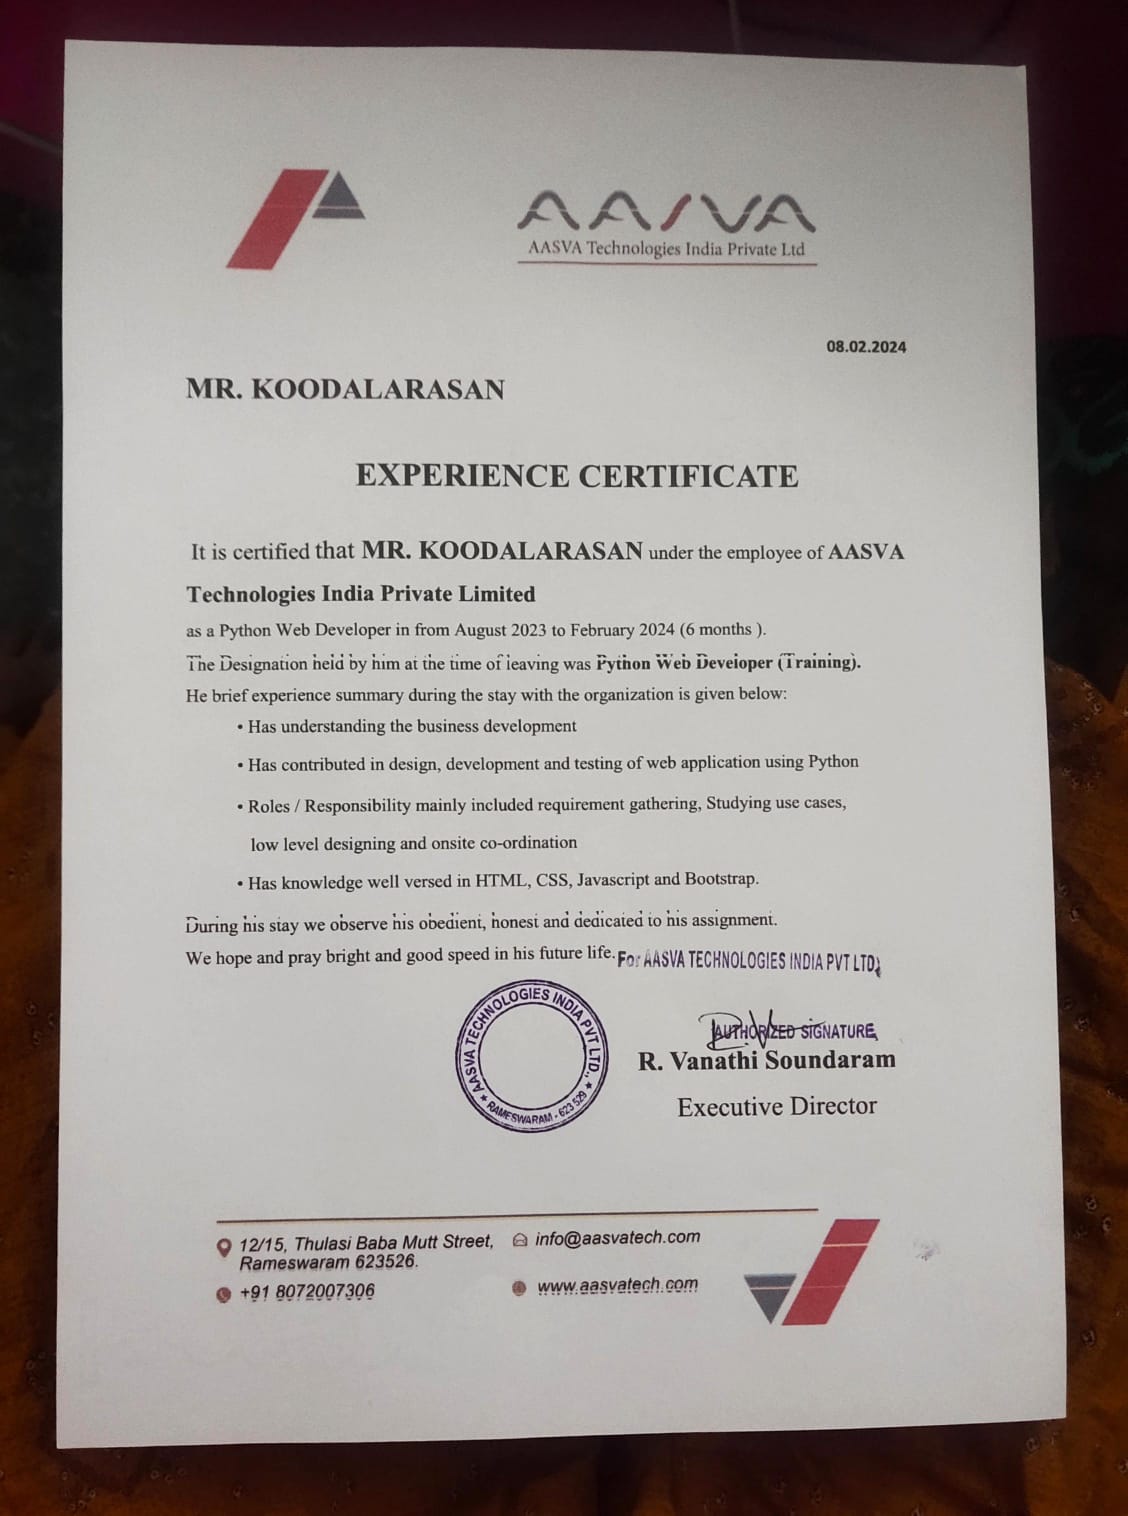 AASVA
AASVA Technologies India Private Ltd
08.02.2024
MR. KOODALARASAN
EXPERIENCE CERTIFICATE
It is certified that MR. KOODALARASAN under the employee of AASVA
Technologies India Private Limited
as a Python Web Developer in from August 2023 to February 2024 (6 months ).
The Designation held by him at the time of leaving was Python Web Developer (Training).
He brief experience summary during the stay with the organization is given below:
• Has understanding the business development
• Has contributed in design, development and testing of web application using Python
• Roles / Responsibility mainly included requirement gathering, Studying use cases,
low level designing and onsite co-ordination
• Has knowledge well versed in HTML, CSS, Javascript and Bootstrap.
During his stay we observe his obedient, honest and dedicated to his assignment.
We hope and pray bright and good speed in his future life.
For AASVA TECHNOLOGIES INDIA PVT LTD,
AASVA TECHNOLOGIES INDIA PVT LTD.,
★ RAMESWARAM - 623 529 ★
AUTHORIZED SIGNATURE
R. Vanathi Soundaram
Executive Director
12/15, Thulasi Baba Mutt Street,
Rameswaram 623526.
info@aasvatech.com
+91 8072007306
www.aasvatech.com